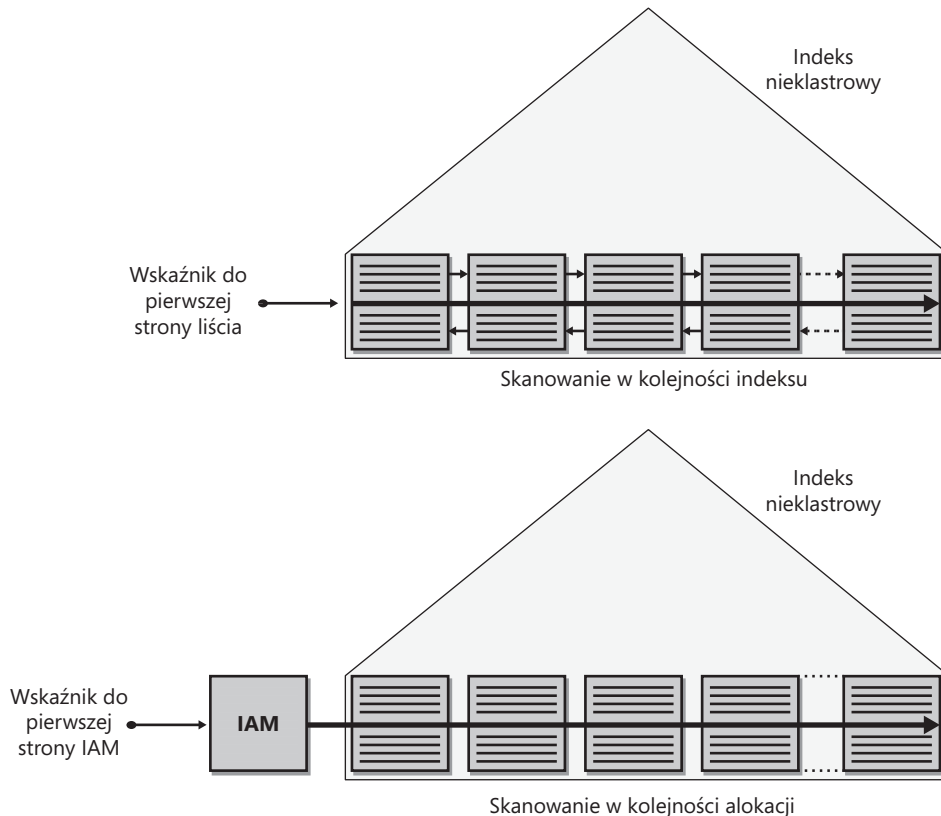 Indeks
nieklastrowy
Wskaźnik do
pierwszej
strony liścia
Skanowanie w kolejności indeksu
Indeks
nieklastrowy
Wskaźnik do
pierwszej
strony IAM
IAM
Skanowanie w kolejności alokacji